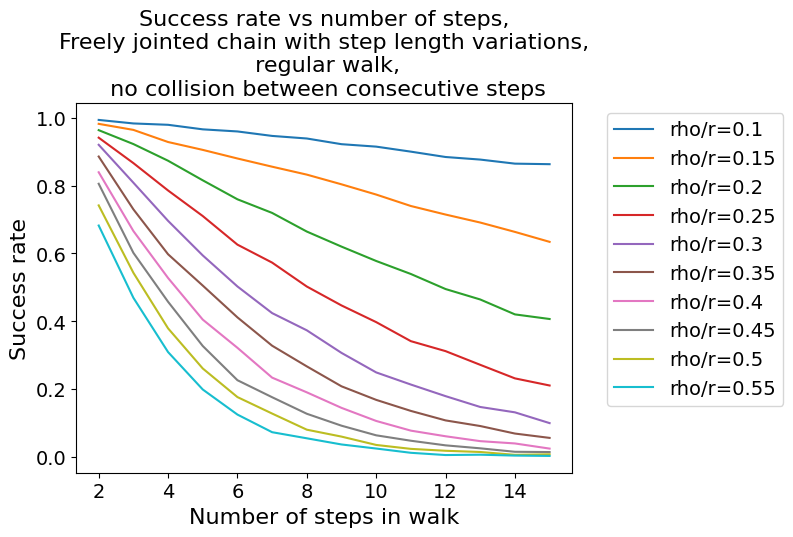 Success rate vs number of steps,
Freely jointed chain with step length variations,
regular walk,
no collision between consecutive steps
1.0
0.8
0.6
0.4
0.2
0.0
Success rate
2 4 6 8 10 12 14
Number of steps in walk
rho/r=0.1
rho/r=0.15
rho/r=0.2
rho/r=0.25
rho/r=0.3
rho/r=0.35
rho/r=0.4
rho/r=0.45
rho/r=0.5
rho/r=0.55